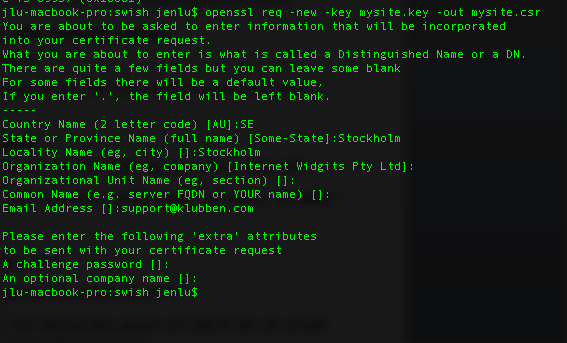 jlu-macbook-pro:swish jenlu$ openssl req -new -key mysite.key -out mysite.csr
You are about to be asked to enter information that will be incorporated
into your certificate request.
What you are about to enter is what is called a Distinguished Name or a DN.
There are quite a few fields but you can leave some blank
For some fields there will be a default value,
If you enter '.', the field will be left blank.
-----
Country Name (2 letter code) [AU]:SE
State or Province Name (full name) [Some-State]:Stockholm
Locality Name (eg, city) []:Stockholm
Organization Name (eg, company) [Internet Widgits Pty Ltd]:
Organizational Unit Name (eg, section) []:
Common Name (e.g. server FQDN or YOUR name) []:
Email Address []:support@klubben.com
Please enter the following 'extra' attributes
to be sent with your certificate request
A challenge password []:
An optional company name []:
jlu-macbook-pro:swish jenlu$